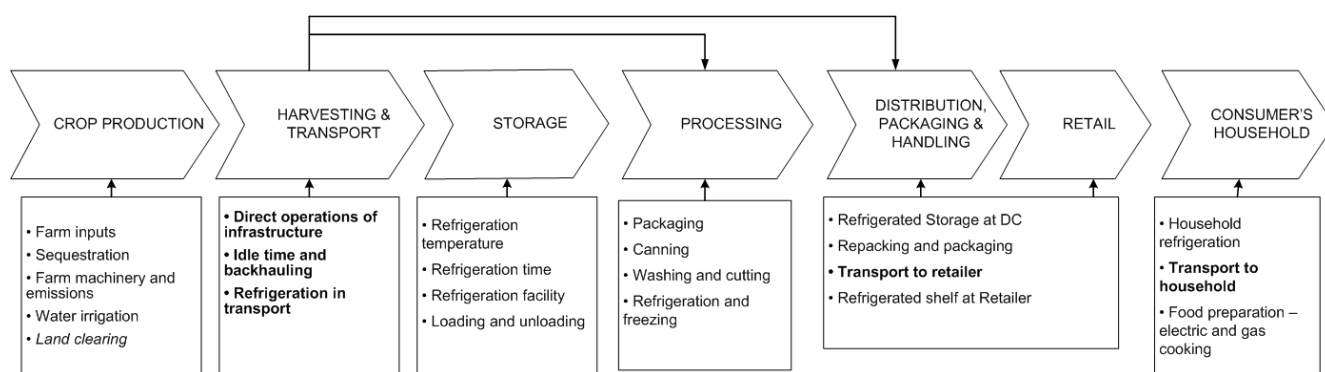 CROP PRODUCTION
HARVESTING &
TRANSPORT
STORAGE
PROCESSING
DISTRIBUTION,
PACKAGING &
HANDLING
RETAIL
CONSUMER'S
HOUSEHOLD
• Farm inputs
• Sequestration
• Farm machinery and
emissions
• Water irrigation
• Land clearing
• Direct operations of
infrastructure
• Idle time and
backhauling
• Refrigeration in
transport
• Refrigeration
temperature
• Refrigeration time
• Refrigeration facility
• Loading and unloading
• Packaging
• Canning
• Washing and cutting
• Refrigeration and
freezing
• Refrigerated Storage at DC
• Repacking and packaging
• Transport to retailer
• Refrigerated shelf at Retailer
• Household
refrigeration
• Transport to
household
• Food preparation –
electric and gas
cooking